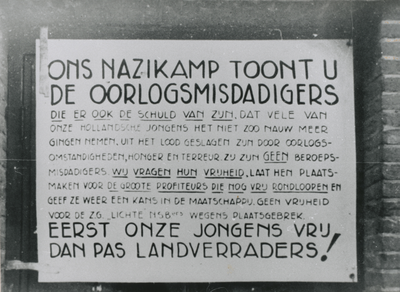 ONS NAZIKAMP TOONT U
DE OORLOGSMISDADIGERS
DIE ER OOK DE SCHULD VAN ZIJN, DAT VELE VAN
ONZE HOLLANDSCHE JONGENS HET NIET ZOO NAUW MEER
GINGEN NEMEN. UIT HET LOOD GESLAGEN ZIJN DOOR OORLOGS-
OMSTANDIGHEDEN, HONGER EN TERREUR. ZIJ ZIJN GEEN BEROEPS-
MISDADIGERS. WIJ VRAGEN HUN VRIJHEID, LAAT HEN PLAATS-
MAKEN VOOR DE GROOTE PROFITEURS DIE NOG VRIJ RONDLOOPEN EN
GEEF ZE WEER EEN KANS IN DE MAATSCHAPPIJ. GEEN VRIJHEID
VOOR DE Z.G. LICHTE N.S.B.ers WEGENS PLAATSGEBREK.
EERST ONZE JONGENS VRIJ
DAN PAS LANDVERRADERS!